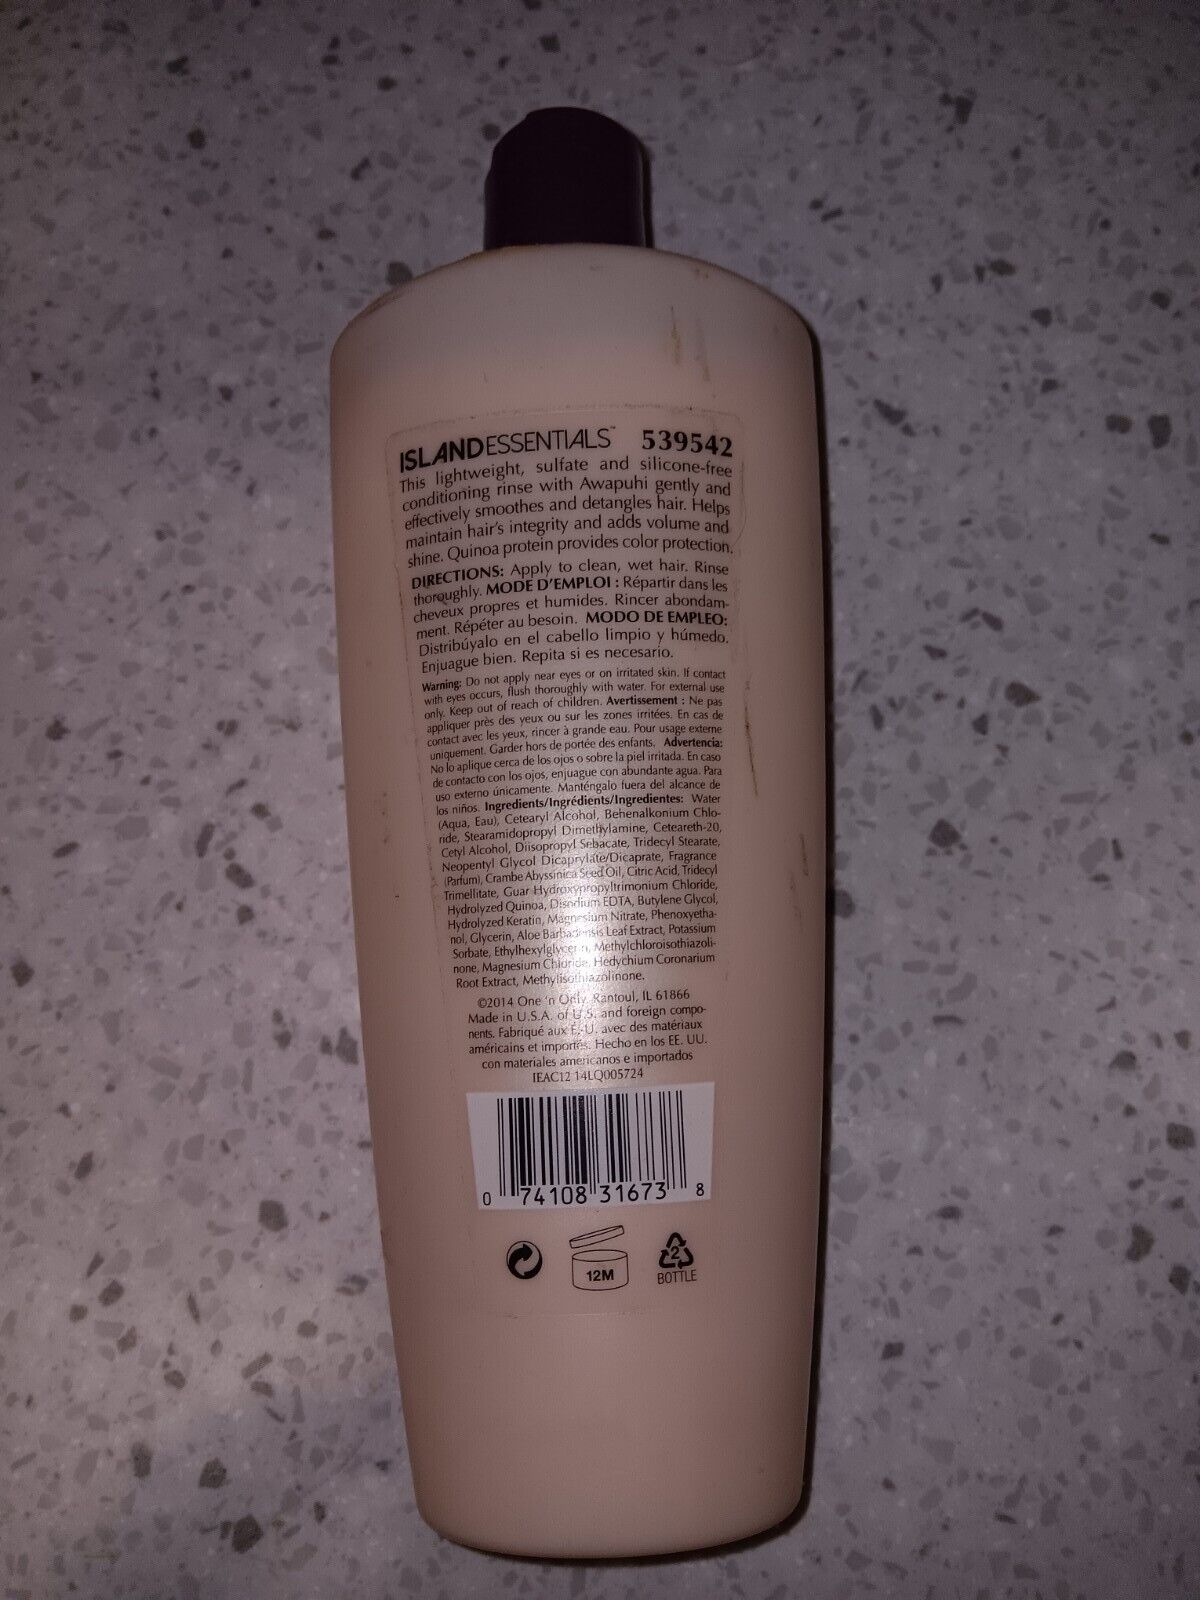 ISLANDESSENTIALS™ 539542
This lightweight, sulfate and silicone-free
conditioning rinse with Awapuhi gently and
effectively smoothes and detangles hair. Helps
maintain hair's integrity and adds volume and
shine. Quinoa protein provides color protection.
DIRECTIONS: Apply to clean, wet hair. Rinse
thoroughly. MODE D'EMPLOI : Répartir dans les
cheveux propres et humides. Rincer abondam-
ment. Répéter au besoin. MODO DE EMPLEO:
Distribúyalo en el cabello limpio y húmedo.
Enjuague bien. Repita si es necesario.
Warning: Do not apply near eyes or on irritated skin. If contact
with eyes occurs, flush thoroughly with water. For external use
only. Keep out of reach of children. Avertissement : Ne pas
appliquer près des yeux ou sur les zones irritées. En cas de
contact avec les yeux, rincer à grande eau. Pour usage externe
uniquement. Garder hors de portée des enfants. Advertencia:
No lo aplique cerca de los ojos o sobre la piel irritada. En caso
de contacto con los ojos, enjuague con abundante agua. Para
uso externo únicamente. Manténgalo fuera del alcance de
los niños. Ingredients/Ingrédients/Ingredientes: Water
(Aqua, Eau), Cetearyl Alcohol, Behenalkonium Chlo-
ride, Stearamidopropyl Dimethylamine, Ceteareth-20,
Cetyl Alcohol, Diisopropyl Sebacate, Tridecyl Stearate,
Neopentyl Glycol Dicaprylate/Dicaprate, Fragrance
(Parfum), Crambe Abyssinica Seed Oil, Citric Acid, Tridecyl
Trimellitate, Guar Hydroxypropyltrimonium Chloride,
Hydrolyzed Quinoa, Disodium EDTA, Butylene Glycol,
Hydrolyzed Keratin, Magnesium Nitrate, Phenoxyetha-
nol, Glycerin, Aloe Barbadensis Leaf Extract, Potassium
Sorbate, Ethylhexylglycerin, Methylchloroisothiazoli-
none, Magnesium Chloride, Hedychium Coronarium
Root Extract, Methylisothiazolinone.
©2014 One 'n Only, Rantoul, IL 61866
Made in U.S.A. of U.S. and foreign compo-
nents. Fabriqué aux É.-U. avec des matériaux
américains et importés. Hecho en los EE. UU.
con materiales americanos e importados
IEAC12 14LQ005724
0 74108 31673 8
12M
2
BOTTLE